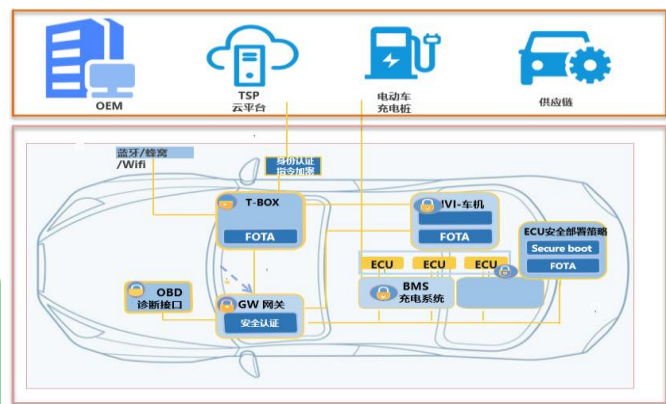 OEM
TSP
云平台
电动车
充电桩
供应链
蓝牙/蜂窝
/Wifi
身份认证
指令加密
T-BOX
FOTA
IVI-车机
FOTA
ECU安全部署策略
Secure boot
FOTA
ECU
ECU
ECU
OBD
诊断接口
GW 网关
安全认证
BMS
充电系统